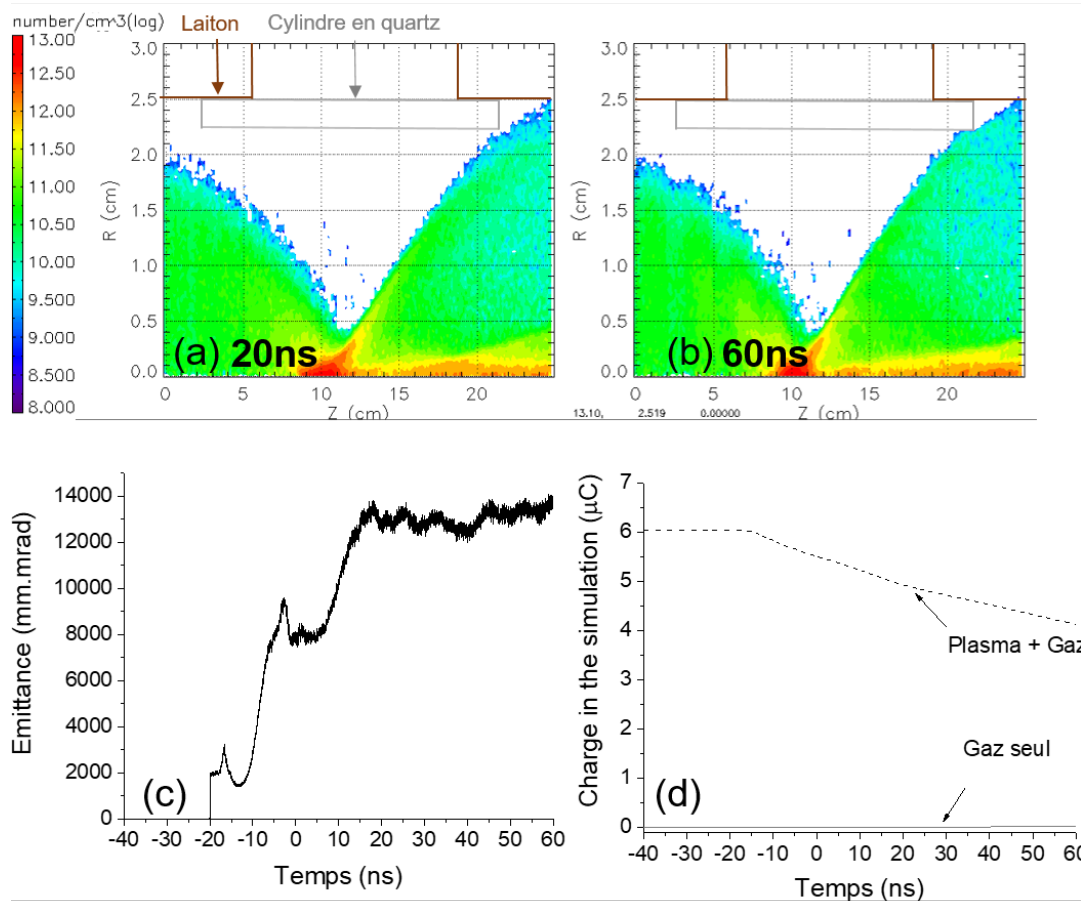 number/cm^3(log)
Laiton
Cylindre en quartz
13.00
12.50
12.00
11.50
11.00
10.50
10.00
9.500
9.000
8.500
8.000
3.0
2.5
2.0
1.5
1.0
0.5
0.0
R (cm)
0
5
10
15
20
Z (cm)
(a) 20ns
3.0
2.5
2.0
1.5
1.0
0.5
0.0
R (cm)
0
5
10
15
20
Z (cm)
(b) 60ns
13.10, 2.519 0.00000
14000
12000
10000
8000
6000
4000
2000
0
Emittance (mm.mrad)
(c)
-40 -30 -20 -10 0 10 20 30 40 50 60
Temps (ns)
7
6
5
4
3
2
1
0
Charge in the simulation (µC)
Plasma + Gaz
Gaz seul
(d)
-40 -30 -20 -10 0 10 20 30 40 50 60
Temps (ns)